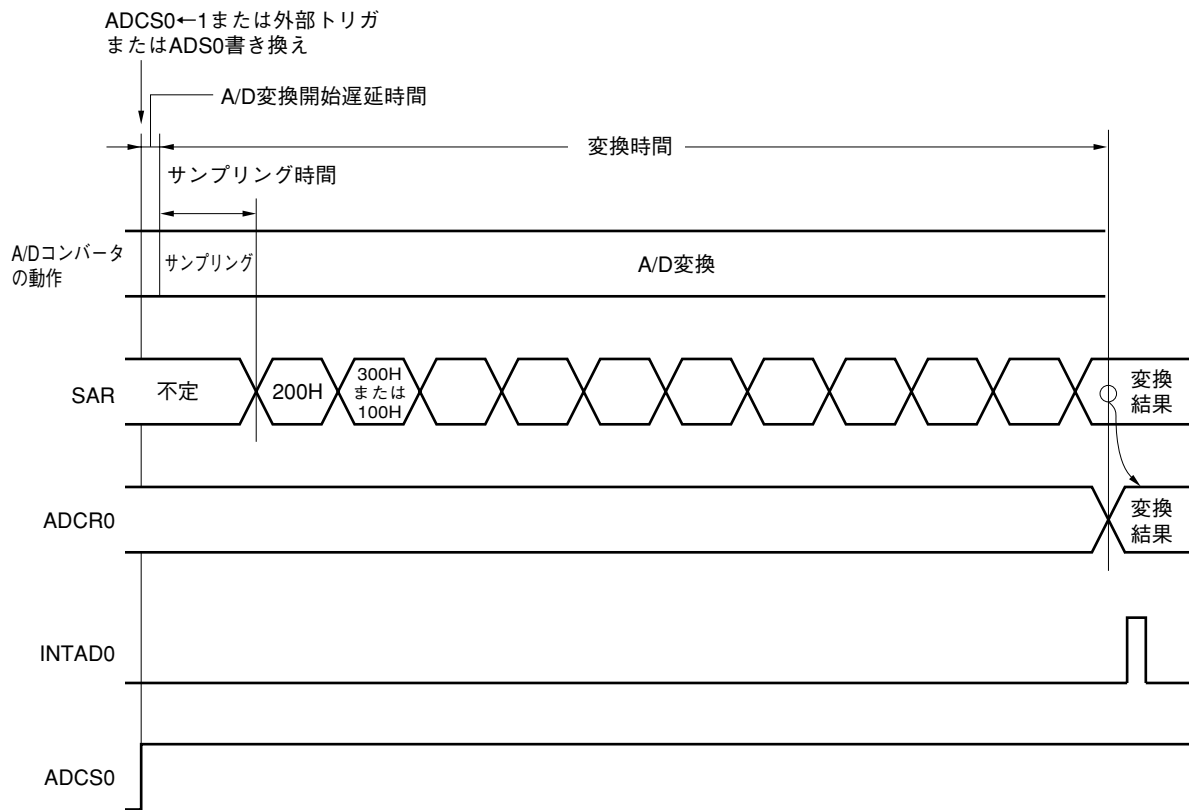 ADCS0←1または外部トリガ
またはADS0書き換え
A/D変換開始遅延時間
変換時間
サンプリング時間
A/Dコンバータ
の動作
サンプリング
A/D変換
SAR
不定
200H
300H
または
100H
変換
結果
ADCR0
変換
結果
INTAD0
ADCS0